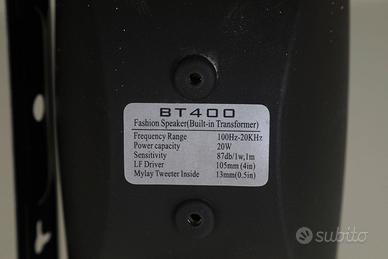 BT400
Fashion Speaker(Built-in Transformer)
Frequency Range 100Hz-20KHz
Power capacity 20W
Sensitivity 87db/1w,1m
LF Driver 105mm(4in)
Mylay Tweeter Inside 13mm(0.5in)
subito